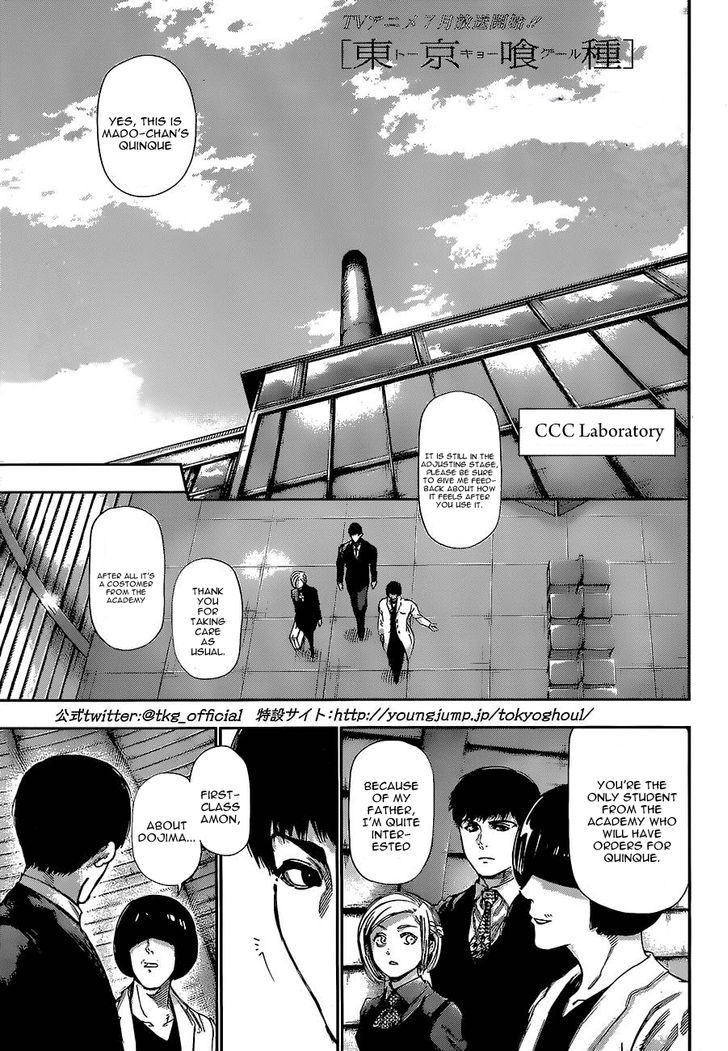 TVアニメ7月放送開始!!
[東トー京キョー喰グール種]
YES, THIS IS
MADO-CHAN'S
QUINQUE
CCC Laboratory
IT IS STILL IN THE
ADJUSTING STAGE,
PLEASE BE SURE
TO GIVE ME FEED-
BACK ABOUT HOW
IT FEELS AFTER
YOU USE IT.
THANK
YOU
FOR
TAKING
CARE
AS
USUAL.
AFTER ALL IT'S
A COSTOMER
FROM THE
ACADEMY
公式twitter:@tkg_official 特設サイト:http://youngjump.jp/tokyoghoul/
YOU'RE THE
ONLY STUDENT
FROM THE
ACADEMY WHO
WILL HAVE
ORDERS FOR
QUINQUE.
BECAUSE
OF MY
FATHER,
I'M QUITE
INTER-
ESTED
FIRST-
CLASS
AMON,
ABOUT
DOJIMA...